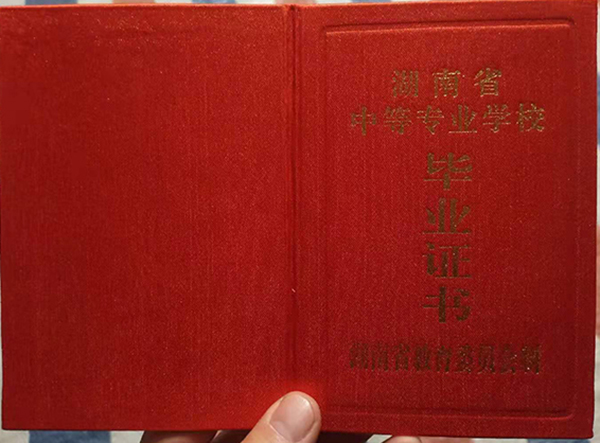 湖南省
中等专业学校
毕业证书
湖南省教育委员会制